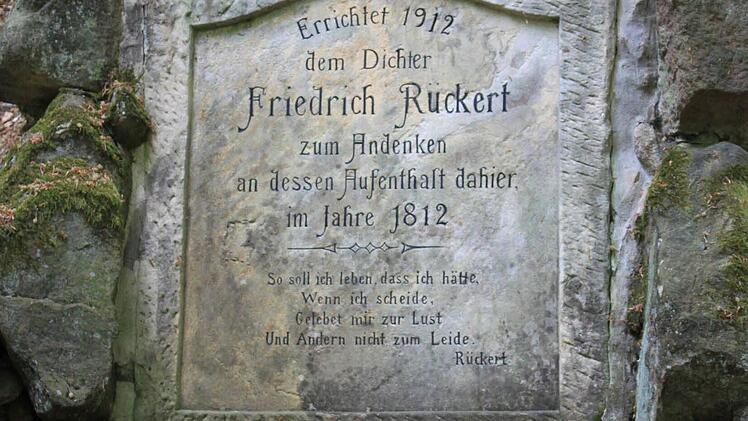 Errichtet 1912
dem Dichter
Friedrich Rückert
zum Andenken
an dessen Aufenthalt dahier,
im Jahre 1812
So soll ich leben, dass ich hätte,
Wenn ich scheide,
Gelebet mir zur Lust
Und Andern nicht zum Leide.
Rückert